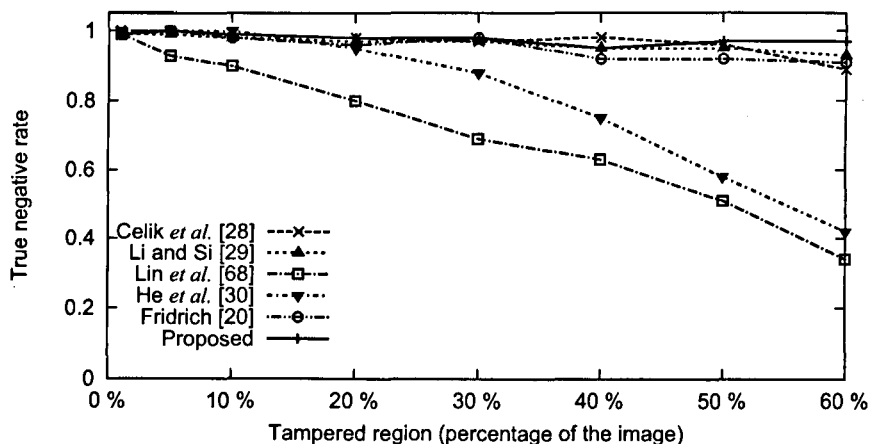 1
0.8
0.6
0.4
0.2
0
True negative rate
Celik et al. [28]
Li and Si [29]
Lin et al. [68]
He et al. [30]
Fridrich [20]
Proposed
0 % 10 % 20 % 30 % 40 % 50 % 60 %
Tampered region (percentage of the image)